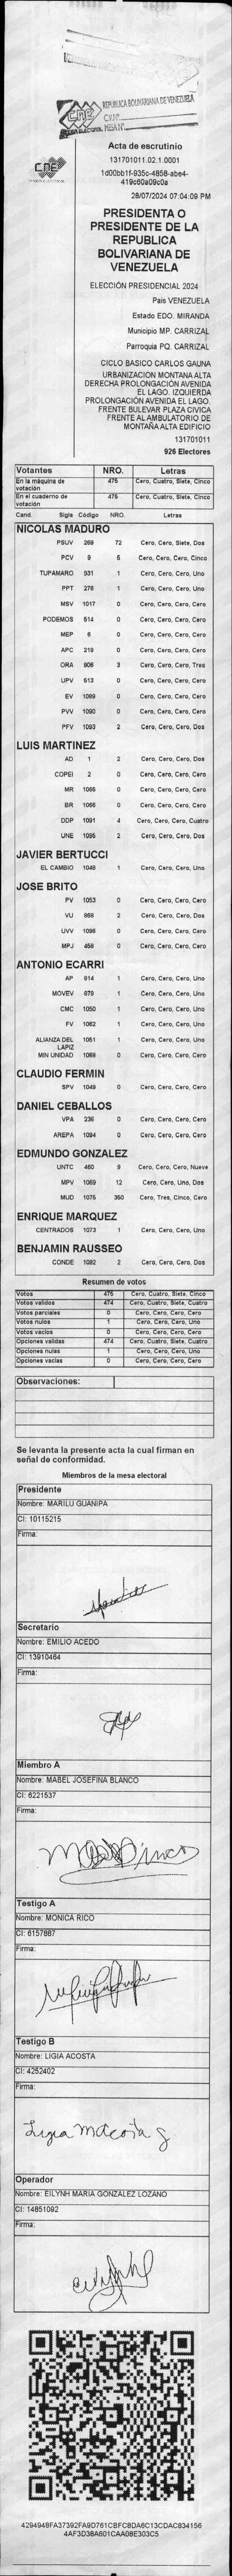 REPUBLICA BOLIVARIANA DE VENEZUELA
CNE
Acta de escrutinio
131701011.02.1.0001
1d00bb1f-935c-4858-abe4-
419c60a09c0a
28/07/2024 07:04:09 PM
PRESIDENTA O
PRESIDENTE DE LA
REPUBLICA
BOLIVARIANA DE
VENEZUELA
ELECCIÓN PRESIDENCIAL 2024
Pais VENEZUELA
Estado EDO. MIRANDA
Municipio MP. CARRIZAL
Parroquia PQ. CARRIZAL
CICLO BASICO CARLOS GAUNA
URBANIZACION MONTANA ALTA
DERECHA PROLONGACIÓN AVENIDA
EL LAGO. IZQUIERDA
PROLONGACIÓN AVENIDA EL LAGO.
FRENTE BULEVAR PLAZA CIVICA
FRENTE AL AMBULATORIO DE
MONTAÑA ALTA EDIFICIO
131701011
926 Electores
Votantes NRO. Letras
En la máquina de votación 475 Cero, Cuatro, Siete, Cinco
En el cuaderno de votación 475 Cero, Cuatro, Siete, Cinco
Cand. Sigla Código NRO. Letras
NICOLAS MADURO
PSUV 269 72 Cero, Cero, Siete, Dos
PCV 9 5 Cero, Cero, Cero, Cinco
TUPAMARO 931 1 Cero, Cero, Cero, Uno
PPT 276 1 Cero, Cero, Cero, Uno
MSV 1017 0 Cero, Cero, Cero, Cero
PODEMOS 514 0 Cero, Cero, Cero, Cero
MEP 6 0 Cero, Cero, Cero, Cero
APC 219 0 Cero, Cero, Cero, Cero
ORA 906 3 Cero, Cero, Cero, Tres
UPV 613 0 Cero, Cero, Cero, Cero
EV 1089 0 Cero, Cero, Cero, Cero
PVV 1090 0 Cero, Cero, Cero, Cero
PFV 1093 2 Cero, Cero, Cero, Dos
LUIS MARTINEZ
AD 1 2 Cero, Cero, Cero, Dos
COPEI 2 0 Cero, Cero, Cero, Cero
MR 1065 0 Cero, Cero, Cero, Cero
BR 1066 0 Cero, Cero, Cero, Cero
DDP 1091 4 Cero, Cero, Cero, Cuatro
UNE 1095 2 Cero, Cero, Cero, Dos
JAVIER BERTUCCI
EL CAMBIO 1048 1 Cero, Cero, Cero, Uno
JOSE BRITO
PV 1053 0 Cero, Cero, Cero, Cero
VU 868 2 Cero, Cero, Cero, Dos
UVV 1096 0 Cero, Cero, Cero, Cero
MPJ 458 0 Cero, Cero, Cero, Cero
ANTONIO ECARRI
AP 914 1 Cero, Cero, Cero, Uno
MOVEV 879 1 Cero, Cero, Cero, Uno
CMC 1050 1 Cero, Cero, Cero, Uno
FV 1062 1 Cero, Cero, Cero, Uno
ALIANZA DEL LAPIZ 1051 1 Cero, Cero, Cero, Uno
MIN UNIDAD 1068 0 Cero, Cero, Cero, Cero
CLAUDIO FERMIN
SPV 1049 0 Cero, Cero, Cero, Cero
DANIEL CEBALLOS
VPA 236 0 Cero, Cero, Cero, Cero
AREPA 1094 0 Cero, Cero, Cero, Cero
EDMUNDO GONZALEZ
UNTC 460 9 Cero, Cero, Cero, Nueve
MPV 1069 12 Cero, Cero, Uno, Dos
MUD 1076 350 Cero, Tres, Cinco, Cero
ENRIQUE MARQUEZ
CENTRADOS 1073 1 Cero, Cero, Cero, Uno
BENJAMIN RAUSSEO
CONDE 1092 2 Cero, Cero, Cero, Dos
Resumen de votos
Votos 475 Cero, Cuatro, Siete, Cinco
Votos validos 474 Cero, Cuatro, Siete, Cuatro
Votos parciales 0 Cero, Cero, Cero, Cero
Votos nulos 1 Cero, Cero, Cero, Uno
Votos vacios 0 Cero, Cero, Cero, Cero
Opciones validas 474 Cero, Cuatro, Siete, Cuatro
Opciones nulas 1 Cero, Cero, Cero, Uno
Opciones vacias 0 Cero, Cero, Cero, Cero
Observaciones:
Se levanta la presente acta la cual firman en
señal de conformidad.
Miembros de la mesa electoral
Presidente
Nombre: MARILU GUANIPA
CI: 10115215
Firma:
Secretario
Nombre: EMILIO ACEDO
CI: 13910464
Firma:
Miembro A
Nombre: MABEL JOSEFINA BLANCO
CI: 6221537
Firma:
Testigo A
Nombre: MONICA RICO
CI: 6157887
Firma:
Testigo B
Nombre: LIGIA ACOSTA
CI: 4252402
Firma:
Operador
Nombre: EILYNH MARIA GONZALEZ LOZANO
CI: 14851092
Firma:
4294948FA37392FA9D761CBFC8DA6C13CDAC834156
4AF3D3BA601CAA08E303C5